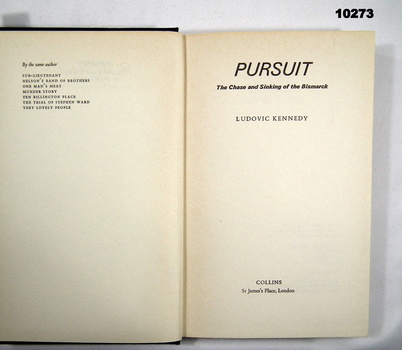 10273
By the same author
SUB-LIEUTENANT
NELSON'S BAND OF BROTHERS
ONE MAN'S MEAT
MURDER STORY
TEN RILLINGTON PLACE
THE TRIAL OF STEPHEN WARD
VERY LOVELY PEOPLE
PURSUIT
The Chase and Sinking of the Bismarck
LUDOVIC KENNEDY
COLLINS
St James's Place, London